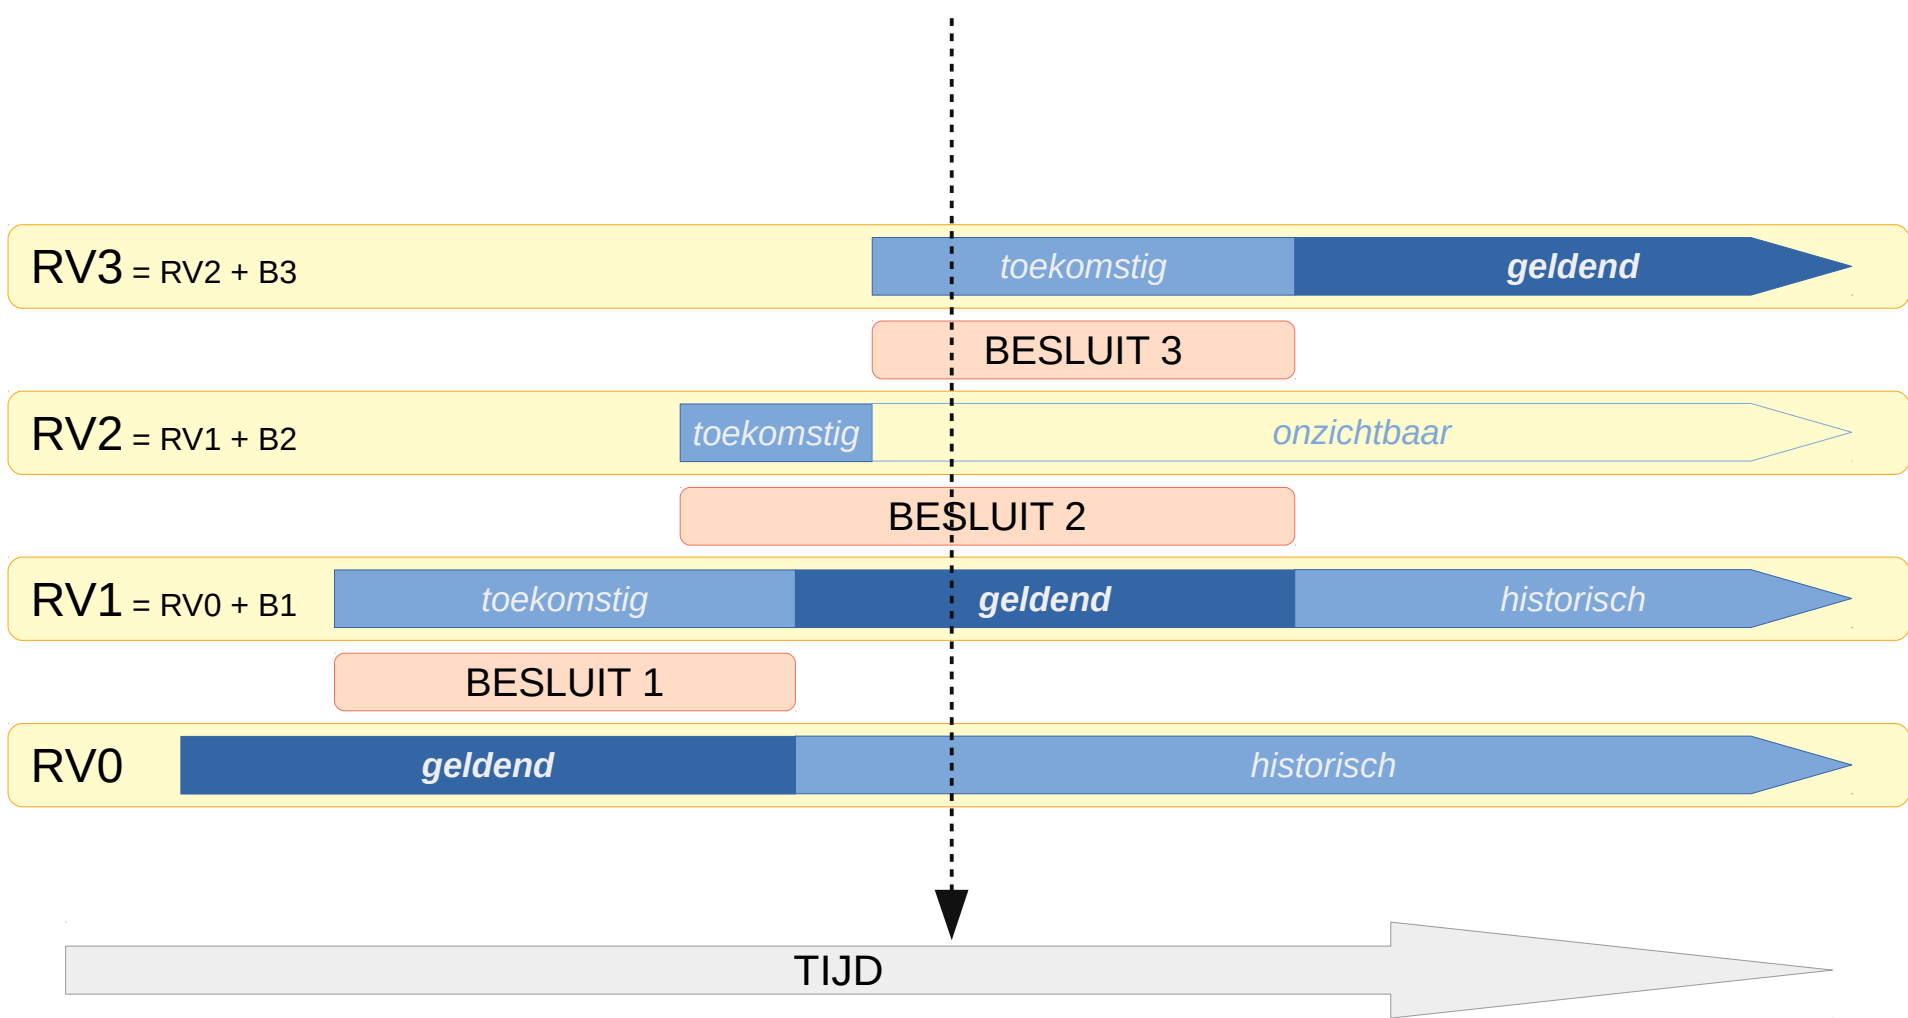 RV3 = RV2 + B3 toekomstig geldend
BESLUIT 3
RV2 = RV1 + B2 toekomstig onzichtbaar
BESLUIT 2
RV1 = RV0 + B1 toekomstig geldend historisch
BESLUIT 1
RV0 geldend historisch
TIJD